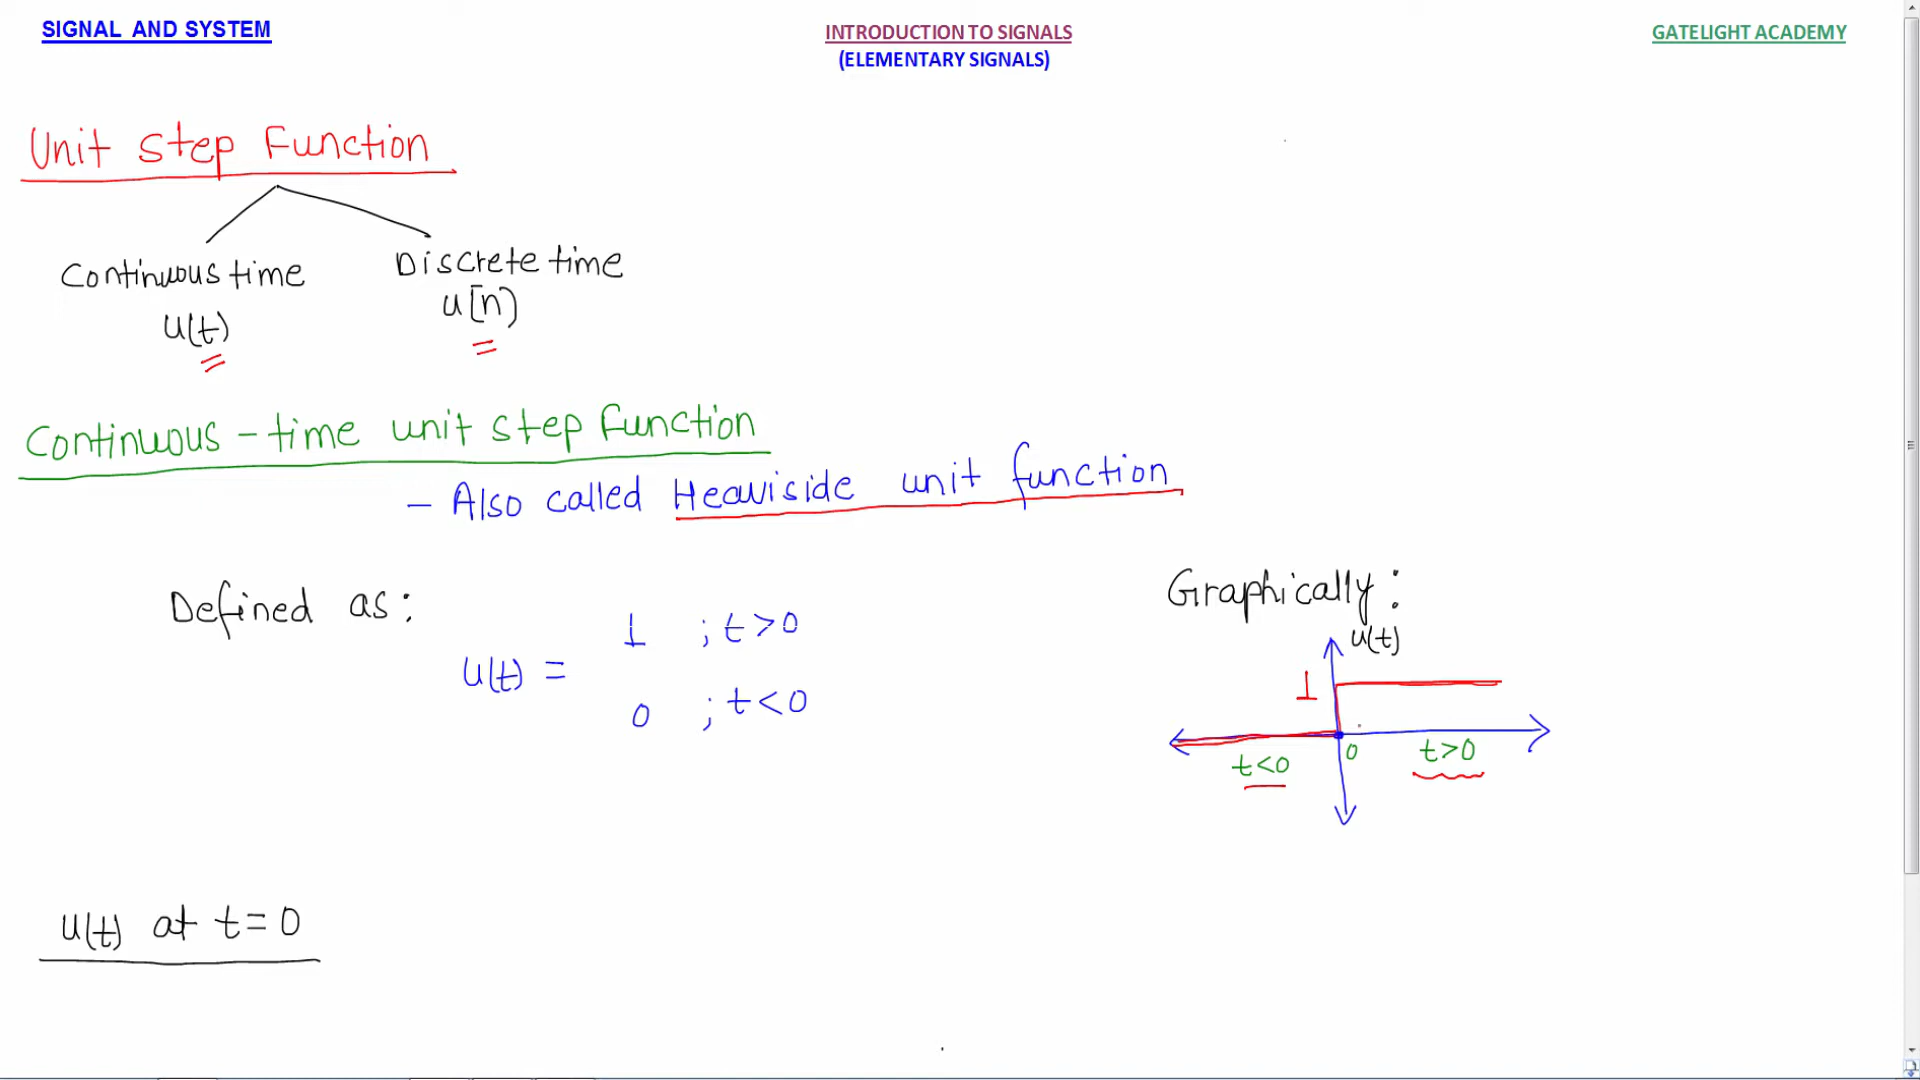 SIGNAL AND SYSTEM
INTRODUCTION TO SIGNALS
(ELEMENTARY SIGNALS)
GATELIGHT ACADEMY
Unit step Function
Continuous time
u(t)
Discrete time
u[n]
Continuous - time unit step function
- Also called Heaviside unit function
Defined as:
u(t) =
1 ; t > 0
0 ; t < 0
Graphically:
u(t)
1
0
t<0
t>0
u(t) at t = 0